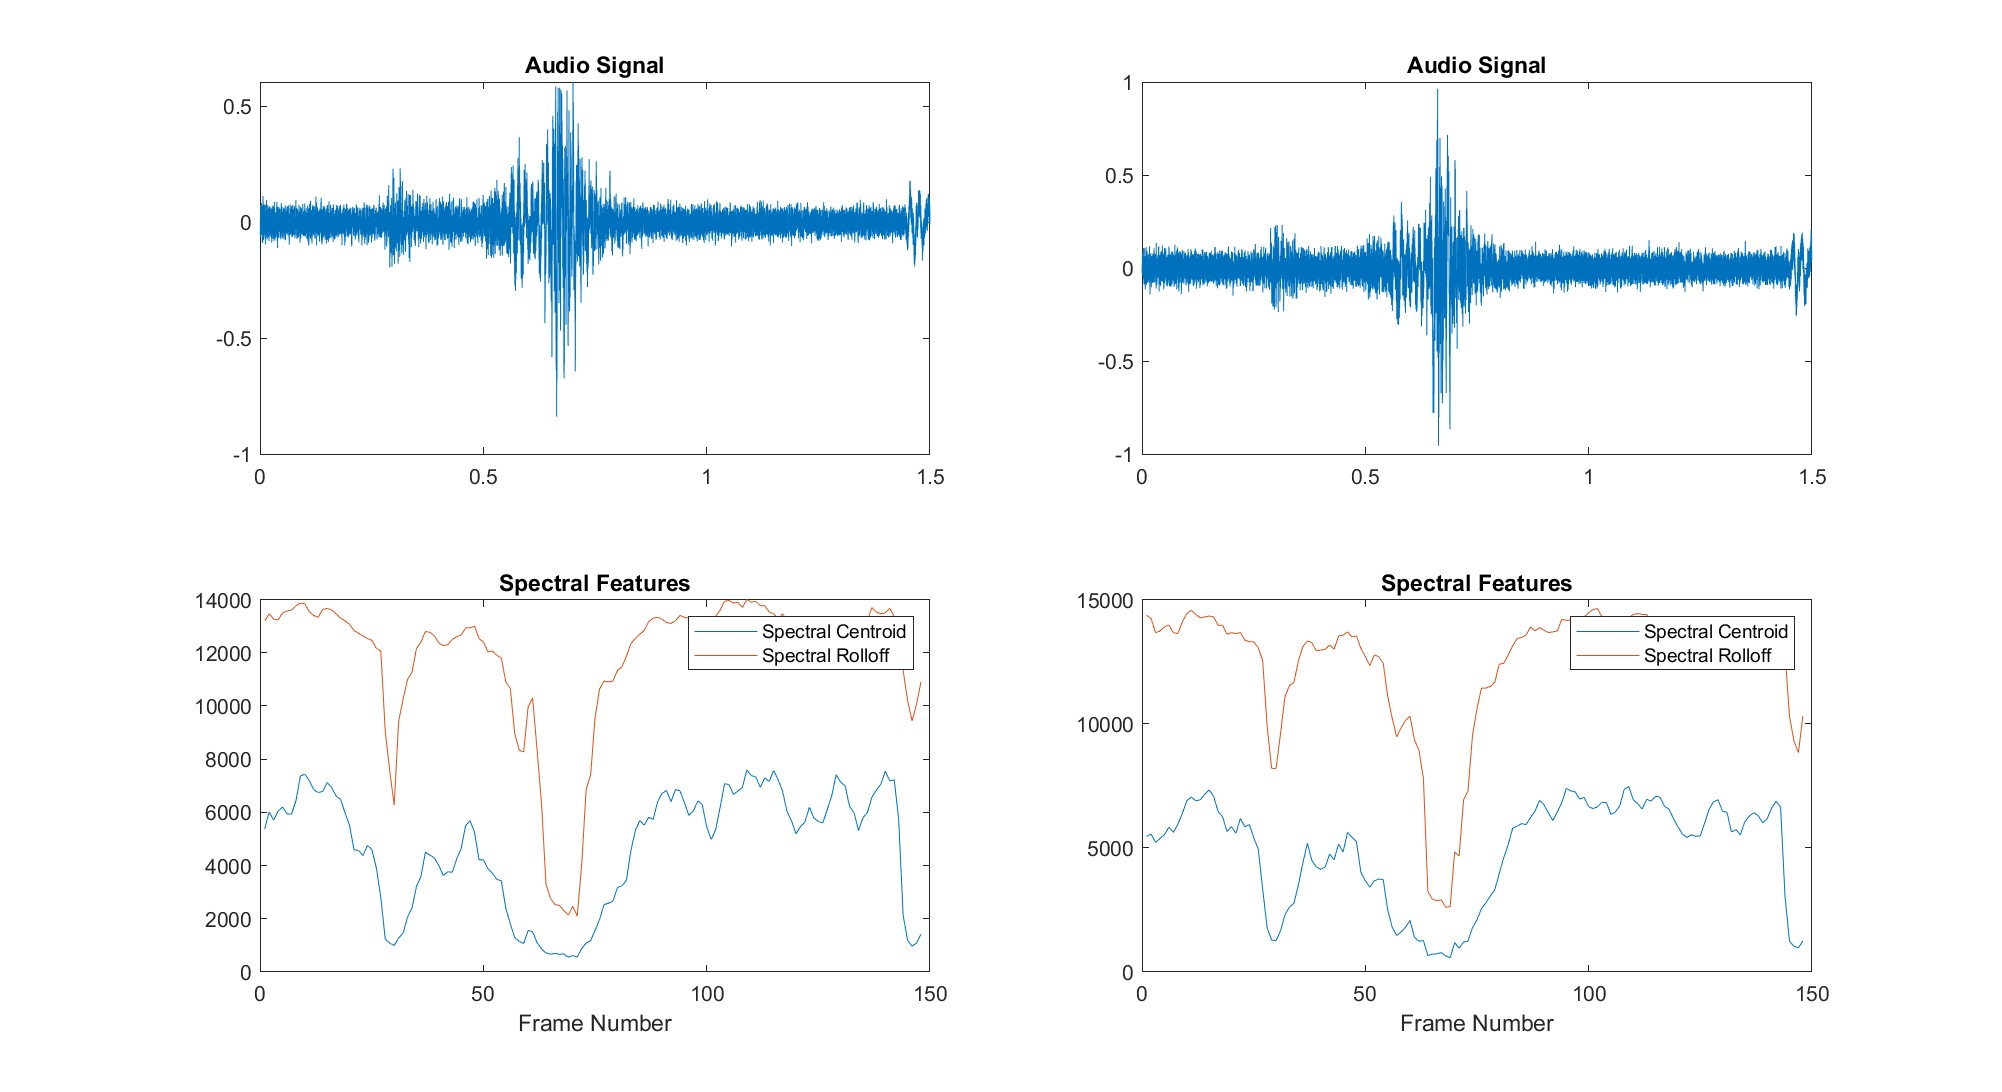 Audio Signal
0.5
0
-0.5
-1
0 0.5 1 1.5
Audio Signal
1
0.5
0
-0.5
-1
0 0.5 1 1.5
Spectral Features
14000
12000
10000
8000
6000
4000
2000
0
Spectral Centroid
Spectral Rolloff
0 50 100 150
Frame Number
Spectral Features
15000
10000
5000
0
Spectral Centroid
Spectral Rolloff
0 50 100 150
Frame Number